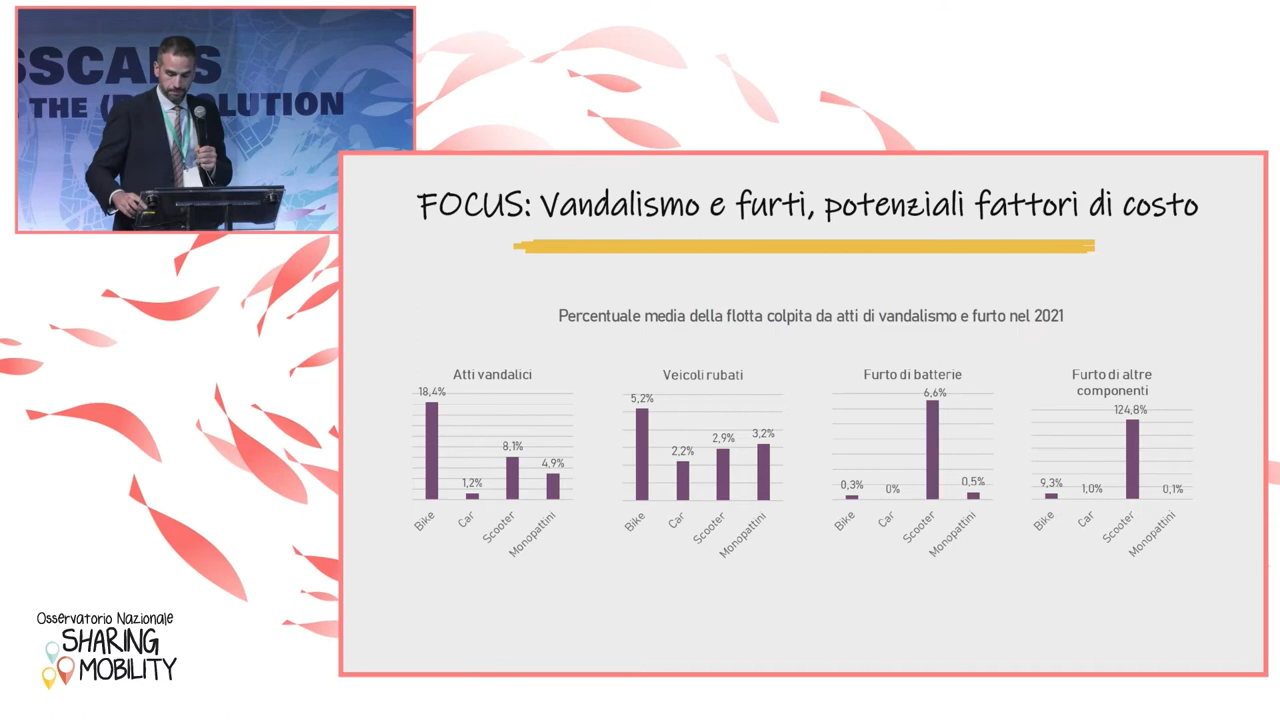 THE
LUTION
FOCUS: Vandalismo e furti, potenziali fattori di costo
Percentuale media della flotta colpita da atti di vandalismo e furto nel 2021
Atti vandalici
18,4%
1,2%
8,1%
4,9%
Bike
Car
Scooter
Monopattini
Veicoli rubati
5,2%
2,2%
2,9%
3,2%
Bike
Car
Scooter
Monopattini
Furto di batterie
0,3%
0%
6,6%
0,5%
Bike
Car
Scooter
Monopattini
Furto di altre
componenti
9,3%
1,0%
124,8%
0,1%
Bike
Car
Scooter
Monopattini
Osservatorio Nazionale
SHARING
MOBILITY